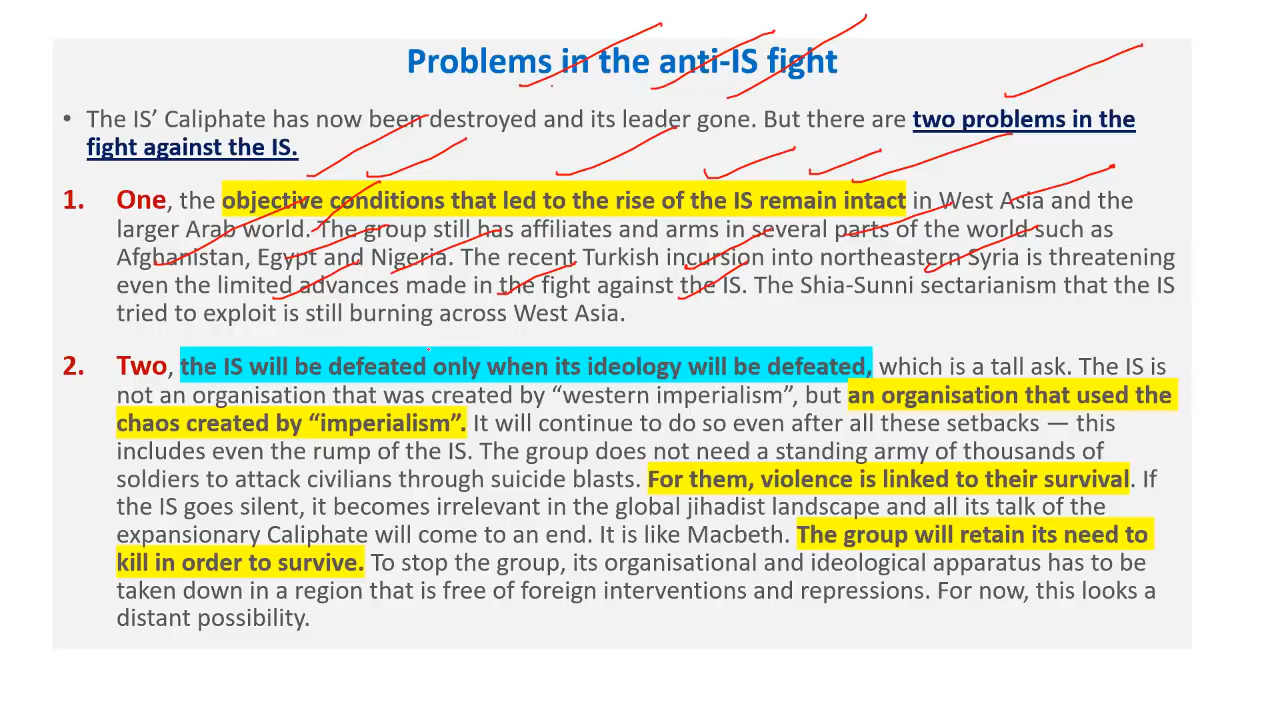 Problems in the anti-IS fight
• The IS’ Caliphate has now been destroyed and its leader gone. But there are two problems in the
fight against the IS.
1. One, the objective conditions that led to the rise of the IS remain intact in West Asia and the
larger Arab world. The group still has affiliates and arms in several parts of the world such as
Afghanistan, Egypt and Nigeria. The recent Turkish incursion into northeastern Syria is threatening
even the limited advances made in the fight against the IS. The Shia-Sunni sectarianism that the IS
tried to exploit is still burning across West Asia.
2. Two, the IS will be defeated only when its ideology will be defeated, which is a tall ask. The IS is
not an organisation that was created by “western imperialism”, but an organisation that used the
chaos created by “imperialism”. It will continue to do so even after all these setbacks — this
includes even the rump of the IS. The group does not need a standing army of thousands of
soldiers to attack civilians through suicide blasts. For them, violence is linked to their survival. If
the IS goes silent, it becomes irrelevant in the global jihadist landscape and all its talk of the
expansionary Caliphate will come to an end. It is like Macbeth. The group will retain its need to
kill in order to survive. To stop the group, its organisational and ideological apparatus has to be
taken down in a region that is free of foreign interventions and repressions. For now, this looks a
distant possibility.